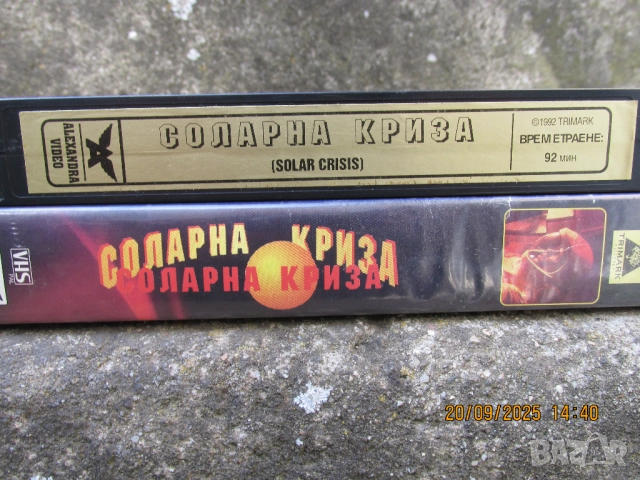 ALEXANDRA
VIDEO
СОЛАРНА КРИЗА
(SOLAR CRISIS)
©1992 TRIMARK
ВРЕМЕТРАЕНЕ:
92 МИН
VHS
PAL
СОЛАРНА КРИЗА
СОЛАРНА КРИЗА
TRIMARK
20/09/2025 14:40
BAZAR